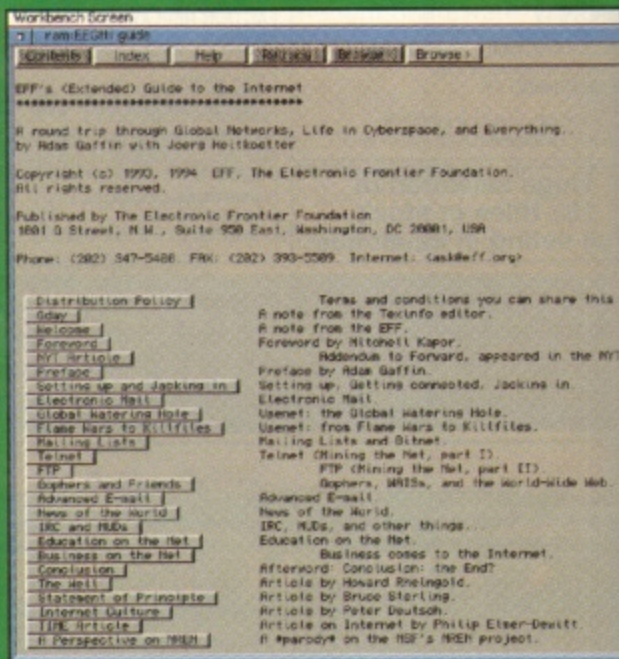 Workbench Screen
ram:EEGttI.guide
Contents Index Help Retrace Browse Browse >
EFF's (Extended) Guide to the Internet
**************************************
A round trip through Global Networks, Life in Cyberspace, and Everything...
by Adam Gaffin with Joerg Heitkoetter
Copyright (c) 1993, 1994 EFF, The Electronic Frontier Foundation.
All rights reserved.
Published by The Electronic Frontier Foundation
1001 G Street, N.W., Suite 950 East, Washington, DC 20001, USA
Phone: (202) 347-5400. FAX: (202) 393-5509. Internet: <ask@eff.org>
Distribution Policy Terms and conditions you can share this
Gday A note from the Texinfo editor.
Welcome A note from the EFF.
Foreword Foreword by Mitchell Kapor.
NYT Article Addendum to Forward, appeared in the NYT
Preface Preface by Adam Gaffin.
Setting up and Jacking in Setting up, Getting connected, Jacking in.
Electronic Mail Electronic Mail.
Global Watering Hole Usenet: the Global Watering Hole.
Flame Wars to Killfiles Usenet: from Flame Wars to Killfiles.
Mailing Lists Mailing Lists and Bitnet.
Telnet Telnet (Mining the Net, part I).
FTP FTP (Mining the Net, part II).
Gophers and Friends Gophers, WAISs, and the World-Wide Web.
Advanced E-mail Advanced E-mail.
News of the World News of the World.
IRC and MUDs IRC, MUDs, and other things...
Education on the Net Education on the Net.
Business on the Net Business comes to the Internet.
Conclusion Afterword: Conclusion: the End?
The Well Article by Howard Rheingold.
Statement of Principle Article by Bruce Sterling.
Internet Culture Article by Peter Deutsch.
TIME Article Article on Internet by Philip Elmer-Dewitt.
A Perspective on NREN A *parody* on the NSF's NREN project.